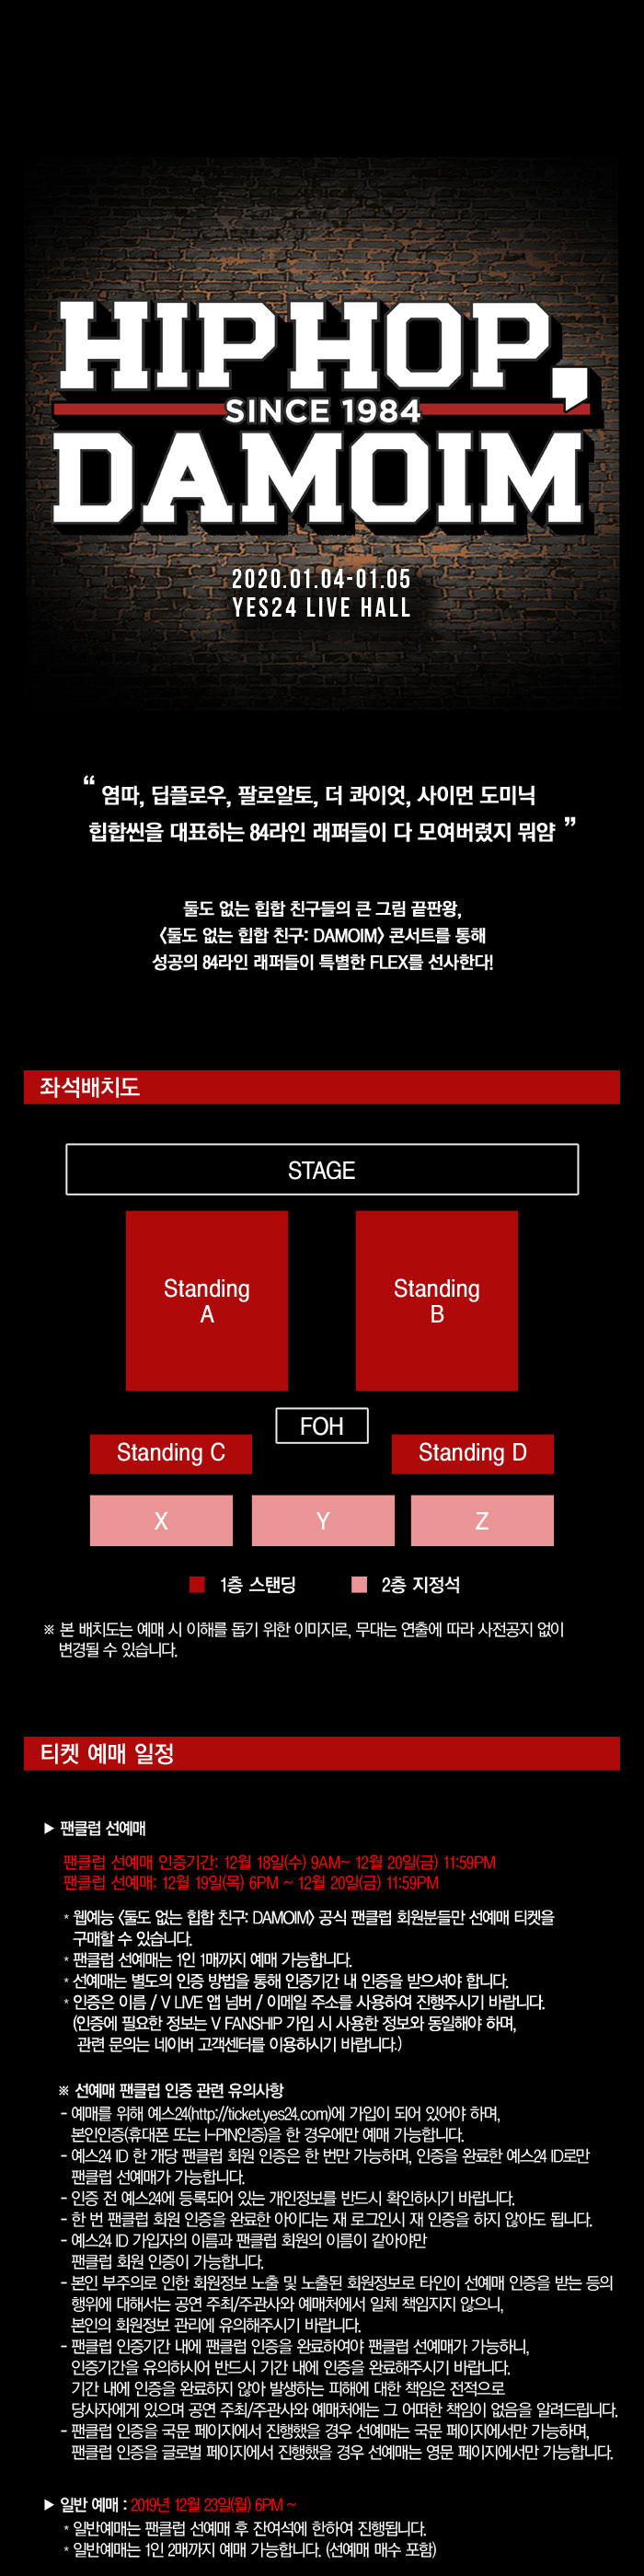 HIPHOP,
SINCE 1984
DAMOIM
2020.01.04-01.05
YES24 LIVE HALL
“ 염따, 딥플로우, 팔로알토, 더 콰이엇, 사이먼 도미닉
힙합씬을 대표하는 84라인 래퍼들이 다 모여버렸지 뭐얌 ”
둘도 없는 힙합 친구들의 큰 그림 끝판왕,
<둘도 없는 힙합 친구: DAMOIM> 콘서트를 통해
성공의 84라인 래퍼들이 특별한 FLEX를 선사한다!
좌석배치도
STAGE
Standing
A
Standing
B
FOH
Standing C
Standing D
X
Y
Z
1층 스탠딩
2층 지정석
※ 본 배치도는 예매 시 이해를 돕기 위한 이미지로, 무대는 연출에 따라 사전공지 없이
변경될 수 있습니다.
티켓 예매 일정
▶ 팬클럽 선예매
팬클럽 선예매 인증기간: 12월 18일(수) 9AM~ 12월 20일(금) 11:59PM
팬클럽 선예매: 12월 19일(목) 6PM ~ 12월 20일(금) 11:59PM
* 웹예능 <둘도 없는 힙합 친구: DAMOIM> 공식 팬클럽 회원분들만 선예매 티켓을
구매할 수 있습니다.
* 팬클럽 선예매는 1인 1매까지 예매 가능합니다.
* 선예매는 별도의 인증 방법을 통해 인증기간 내 인증을 받으셔야 합니다.
* 인증은 이름 / V LIVE 앱 넘버 / 이메일 주소를 사용하여 진행주시기 바랍니다.
(인증에 필요한 정보는 V FANSHIP 가입 시 사용한 정보와 동일해야 하며,
관련 문의는 네이버 고객센터를 이용하시기 바랍니다.)
※ 선예매 팬클럽 인증 관련 유의사항
- 예매를 위해 예스24(http://ticket.yes24.com)에 가입이 되어 있어야 하며,
본인인증(휴대폰 또는 I-PIN인증)을 한 경우에만 예매 가능합니다.
- 예스24 ID 한 개당 팬클럽 회원 인증은 한 번만 가능하며, 인증을 완료한 예스24 ID로만
팬클럽 선예매가 가능합니다.
- 인증 전 예스24에 등록되어 있는 개인정보를 반드시 확인하시기 바랍니다.
- 한 번 팬클럽 회원 인증을 완료한 아이디는 재 로그인시 재 인증을 하지 않아도 됩니다.
- 예스24 ID 가입자의 이름과 팬클럽 회원의 이름이 같아야만
팬클럽 회원 인증이 가능합니다.
- 본인 부주의로 인한 회원정보 노출 및 노출된 회원정보로 타인이 선예매 인증을 받는 등의
행위에 대해서는 공연 주최/주관사와 예매처에서 일체 책임지지 않으니,
본인의 회원정보 관리에 유의해주시기 바랍니다.
- 팬클럽 인증기간 내에 팬클럽 인증을 완료하여야 팬클럽 선예매가 가능하니,
인증기간을 유의하시어 반드시 기간 내에 인증을 완료해주시기 바랍니다.
기간 내에 인증을 완료하지 않아 발생하는 피해에 대한 책임은 전적으로
당사자에게 있으며 공연 주최/주관사와 예매처에는 그 어떠한 책임이 없음을 알려드립니다.
- 팬클럽 인증을 국문 페이지에서 진행했을 경우 선예매는 국문 페이지에서만 가능하며,
팬클럽 인증을 글로벌 페이지에서 진행했을 경우 선예매는 영문 페이지에서만 가능합니다.
▶ 일반 예매 : 2019년 12월 23일(월) 6PM ~
* 일반예매는 팬클럽 선예매 후 잔여석에 한하여 진행됩니다.
* 일반예매는 1인 2매까지 예매 가능합니다. (선예매 매수 포함)